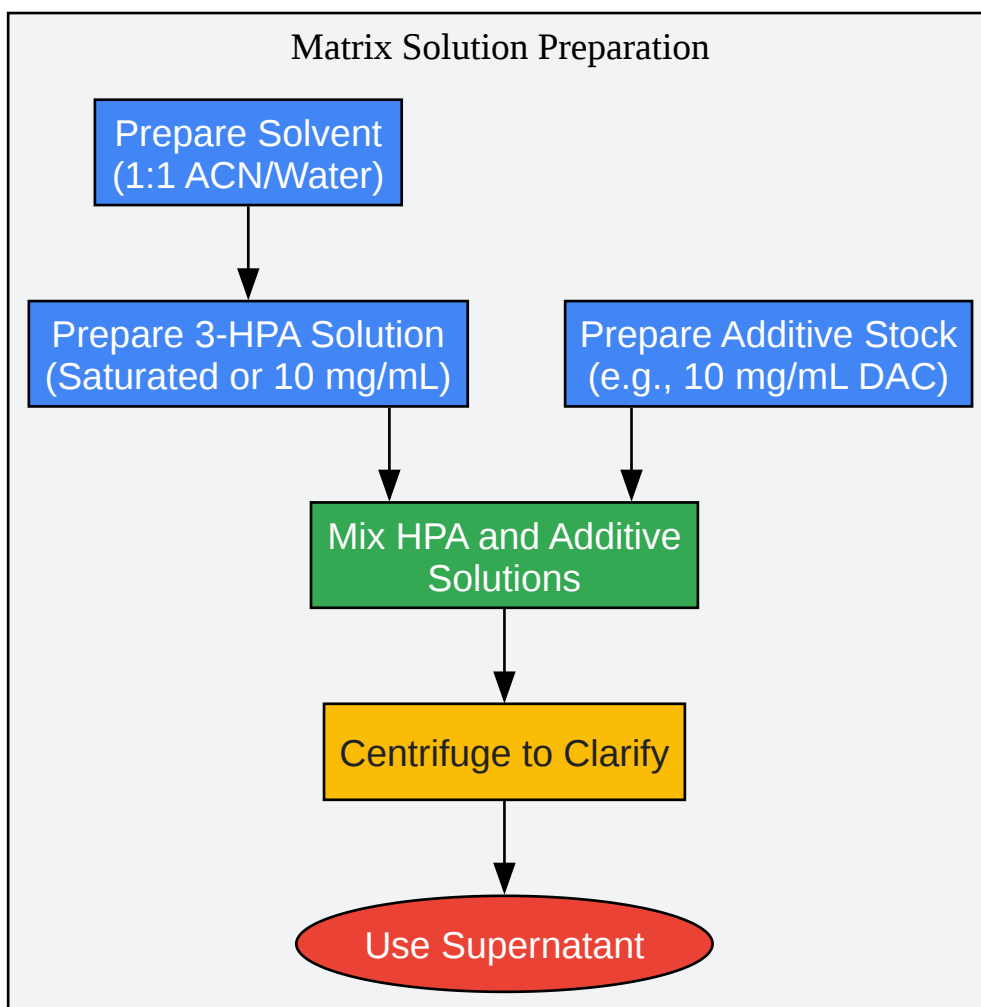 Matrix Solution Preparation
Prepare Solvent
(1:1 ACN/Water)
Prepare 3-HPA Solution
(Saturated or 10 mg/mL)
Prepare Additive Stock
(e.g., 10 mg/mL DAC)
Mix HPA and Additive
Solutions
Centrifuge to Clarify
Use Supernatant